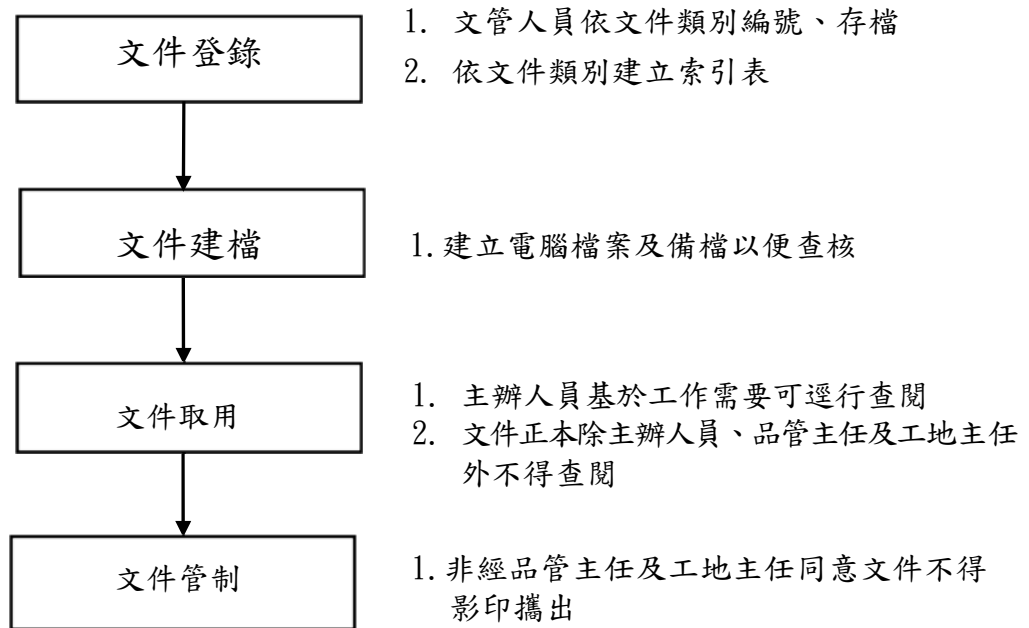 文件登錄
1. 文管人員依文件類別編號、存檔
2. 依文件類別建立索引表
文件建檔
1.建立電腦檔案及備檔以便查核
文件取用
1. 主辦人員基於工作需要可逕行查閱
2. 文件正本除主辦人員、品管主任及工地主任
外不得查閱
文件管制
1.非經品管主任及工地主任同意文件不得
影印攜出